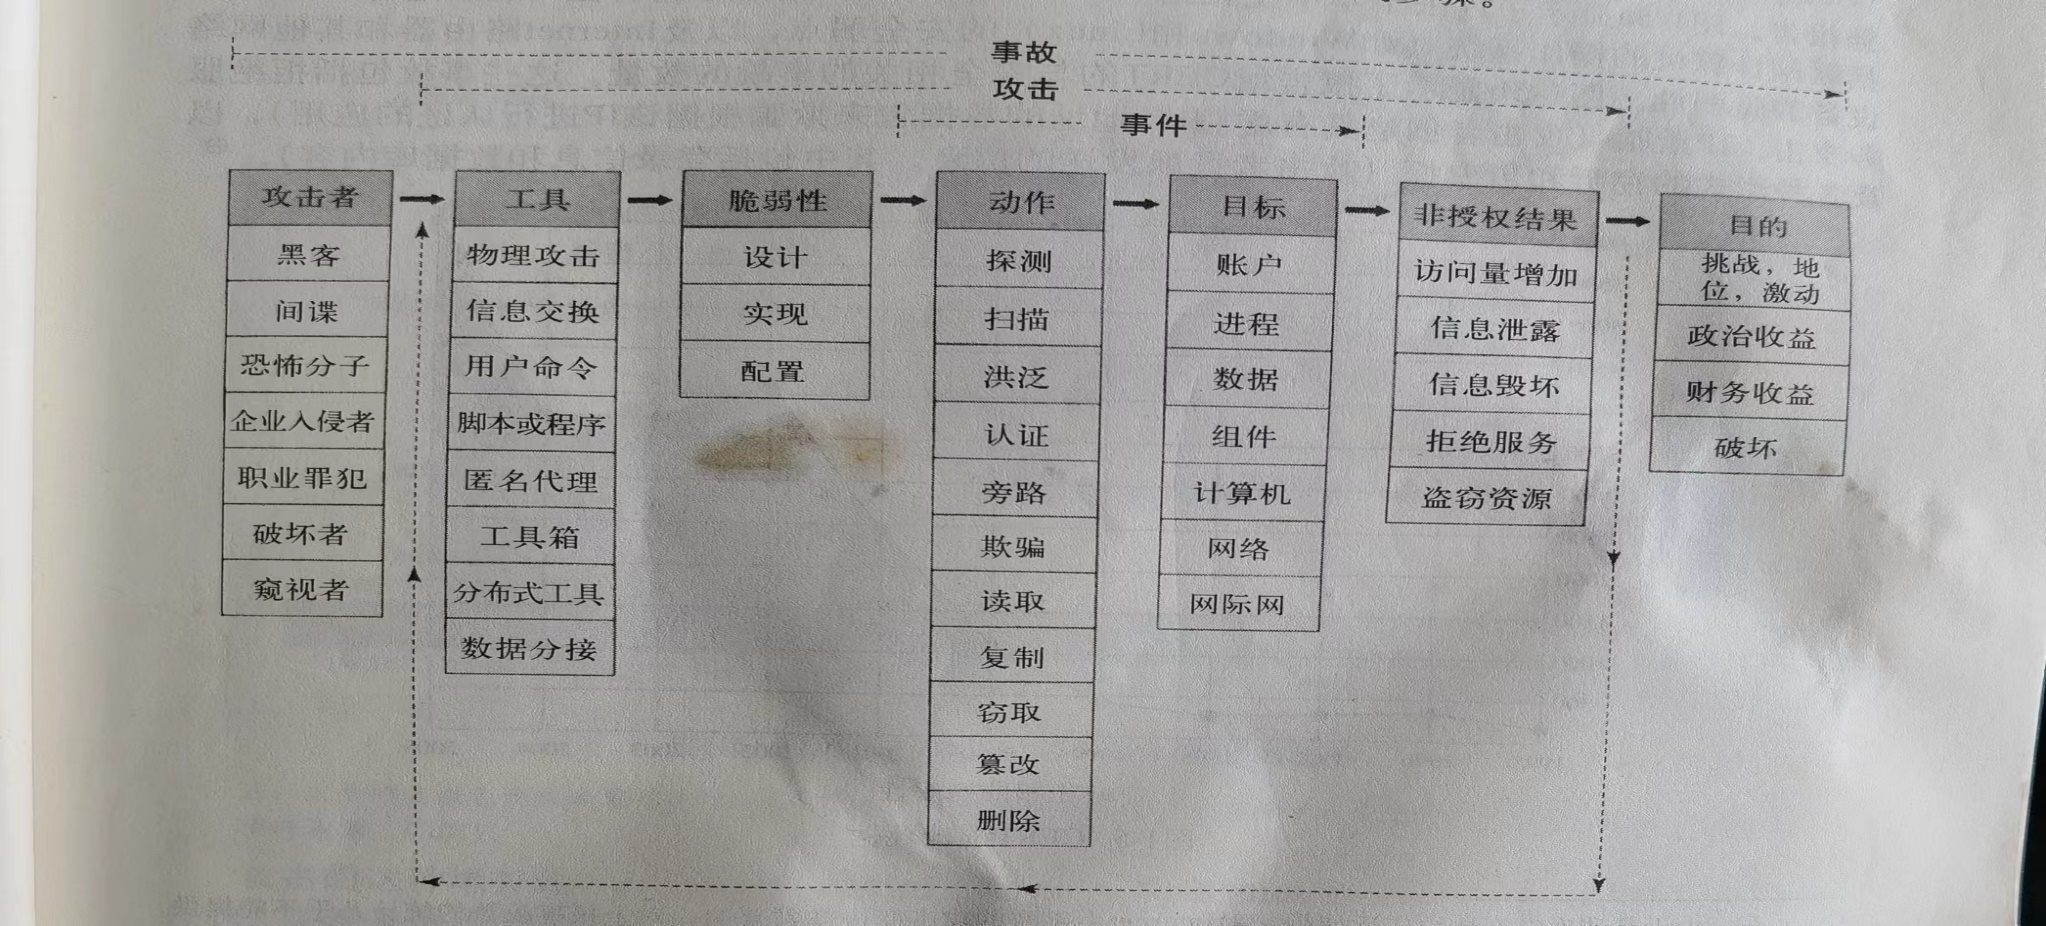 事故
攻击
事件
攻击者
黑客
间谍
恐怖分子
企业入侵者
职业罪犯
破坏者
窥视者
工具
物理攻击
信息交换
用户命令
脚本或程序
匿名代理
工具箱
分布式工具
数据分接
脆弱性
设计
实现
配置
动作
探测
扫描
洪泛
认证
旁路
欺骗
读取
复制
窃取
篡改
删除
目标
账户
进程
数据
组件
计算机
网络
网际网
非授权结果
访问量增加
信息泄露
信息毁坏
拒绝服务
盗窃资源
目的
挑战，地
位，激动
政治收益
财务收益
破坏